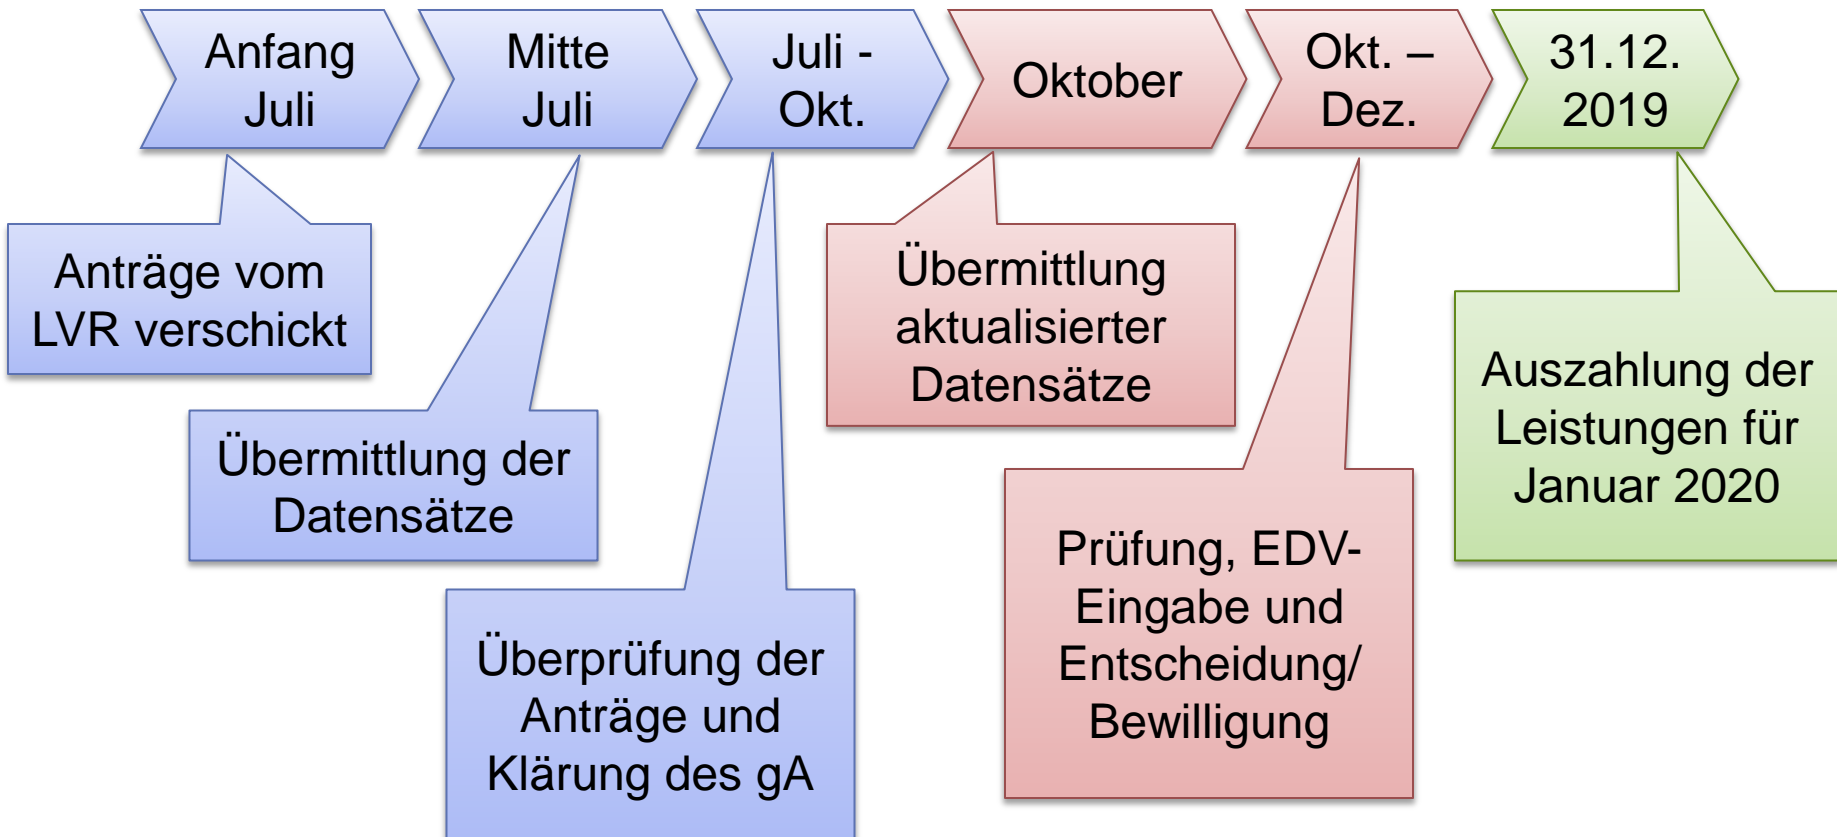 Anfang
Juli
Mitte
Juli
Juli -
Okt.
Oktober
Okt. –
Dez.
31.12.
2019
Anträge vom
LVR verschickt
Übermittlung der
Datensätze
Überprüfung der
Anträge und
Klärung des gA
Übermittlung
aktualisierter
Datensätze
Prüfung, EDV-
Eingabe und
Entscheidung/
Bewilligung
Auszahlung der
Leistungen für
Januar 2020